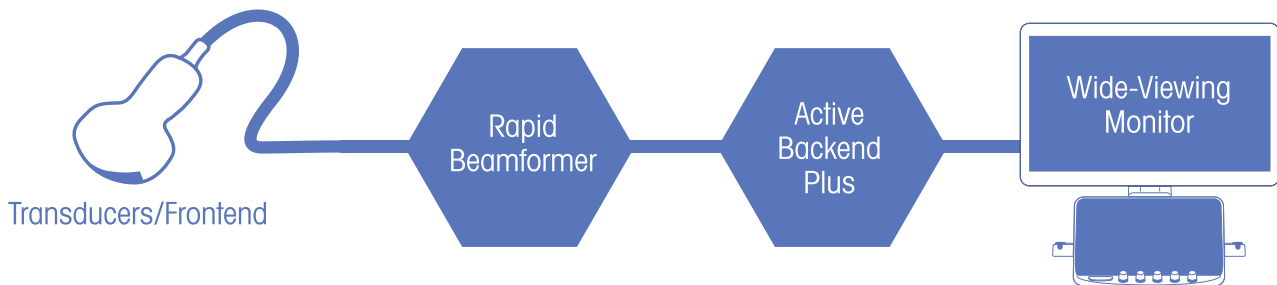 Transducers/Frontend
Rapid
Beamformer
Active
Backend
Plus
Wide-Viewing
Monitor